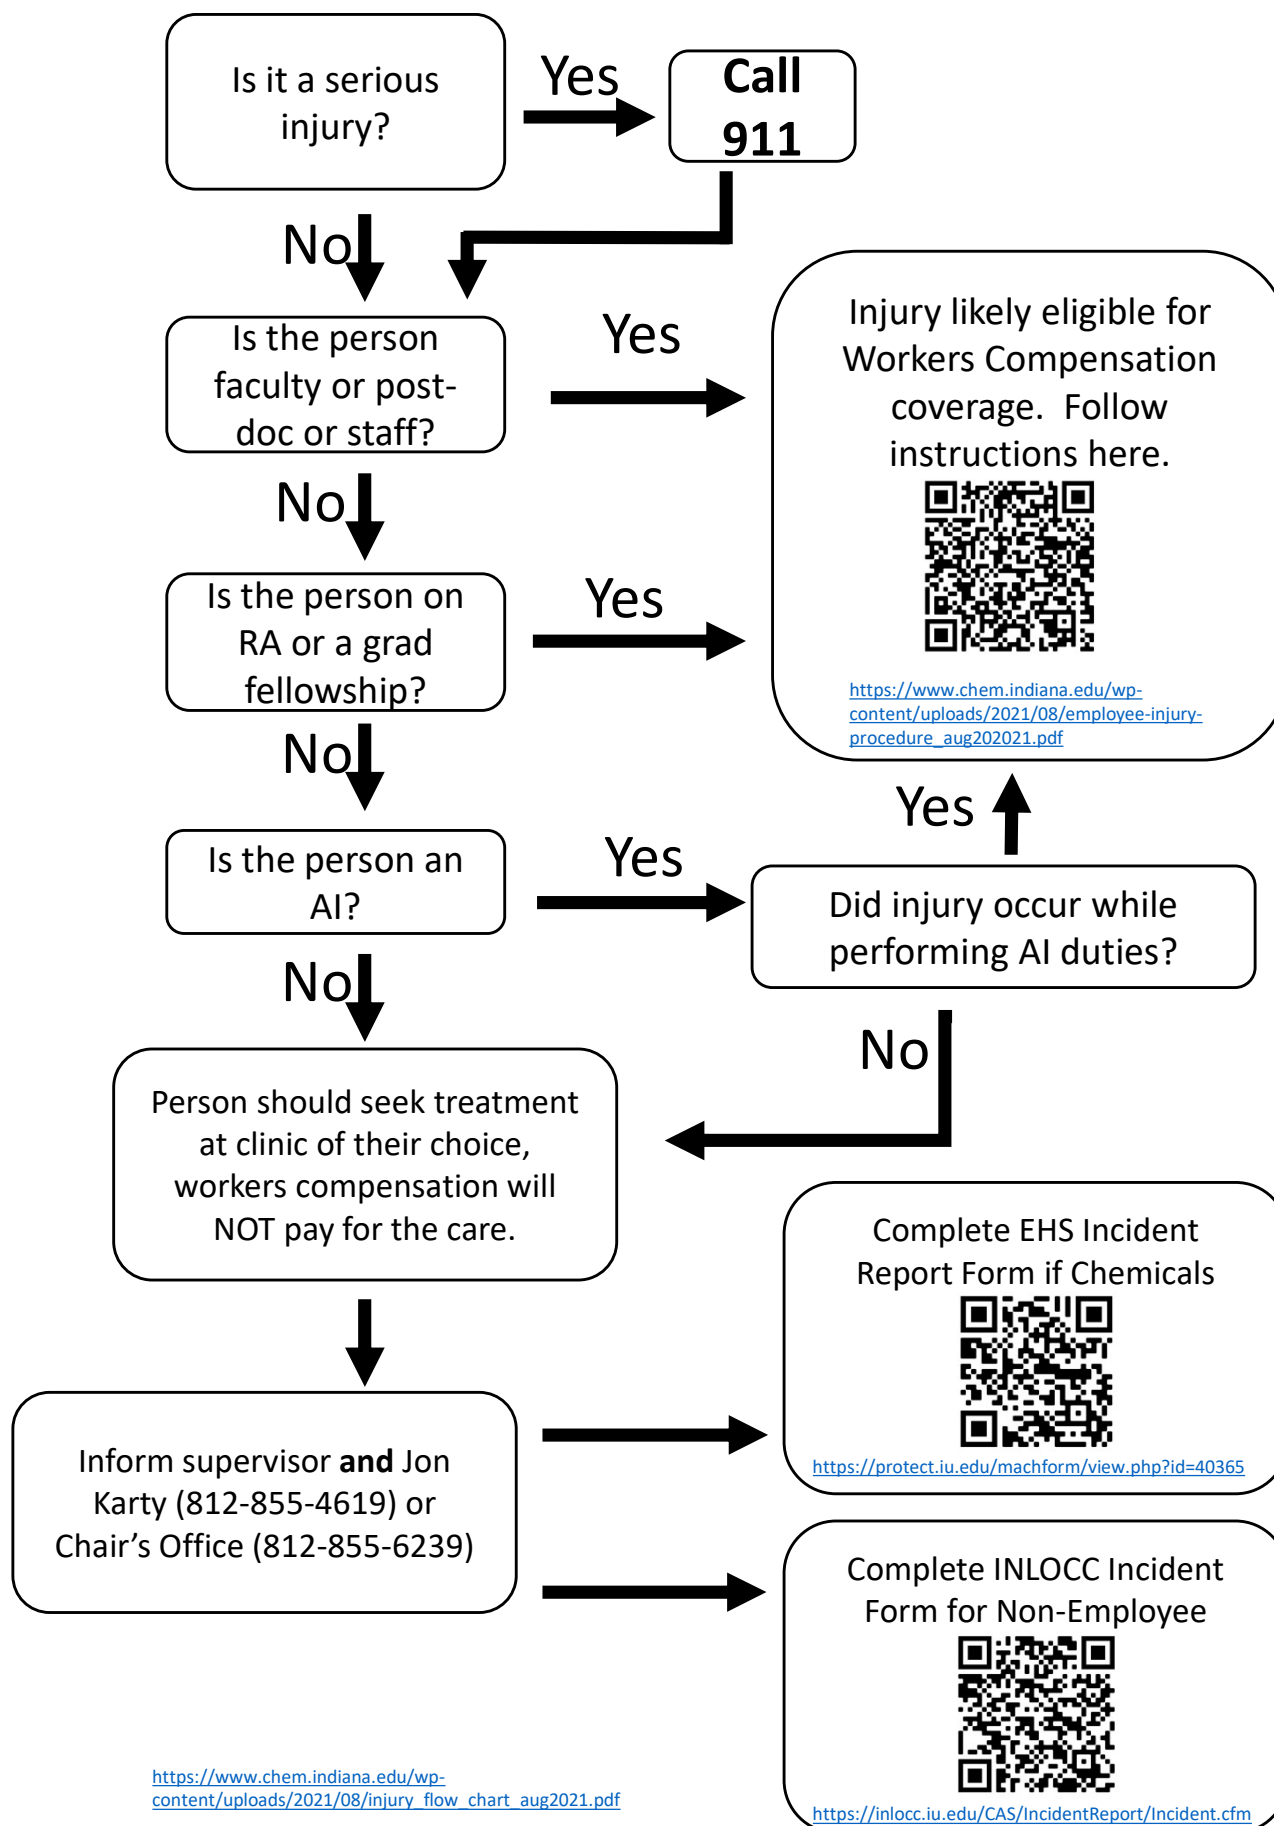 Is it a serious
injury?
Yes
Call
911
No
Is the person
faculty or post-
doc or staff?
Yes
Injury likely eligible for
Workers Compensation
coverage.  Follow
instructions here.
https://www.chem.indiana.edu/wp-
content/uploads/2021/08/employee-injury-
procedure_aug202021.pdf
No
Is the person on
RA or a grad
fellowship?
Yes
No
Is the person an
AI?
Yes
Did injury occur while
performing AI duties?
Yes
No
No
Person should seek treatment
at clinic of their choice,
workers compensation will
NOT pay for the care.
Inform supervisor and Jon
Karty (812-855-4619) or
Chair’s Office (812-855-6239)
Complete EHS Incident
Report Form if Chemicals
https://protect.iu.edu/machform/view.php?id=40365
Complete INLOCC Incident
Form for Non-Employee
https://inlocc.iu.edu/CAS/IncidentReport/Incident.cfm
https://www.chem.indiana.edu/wp-
content/uploads/2021/08/injury_flow_chart_aug2021.pdf